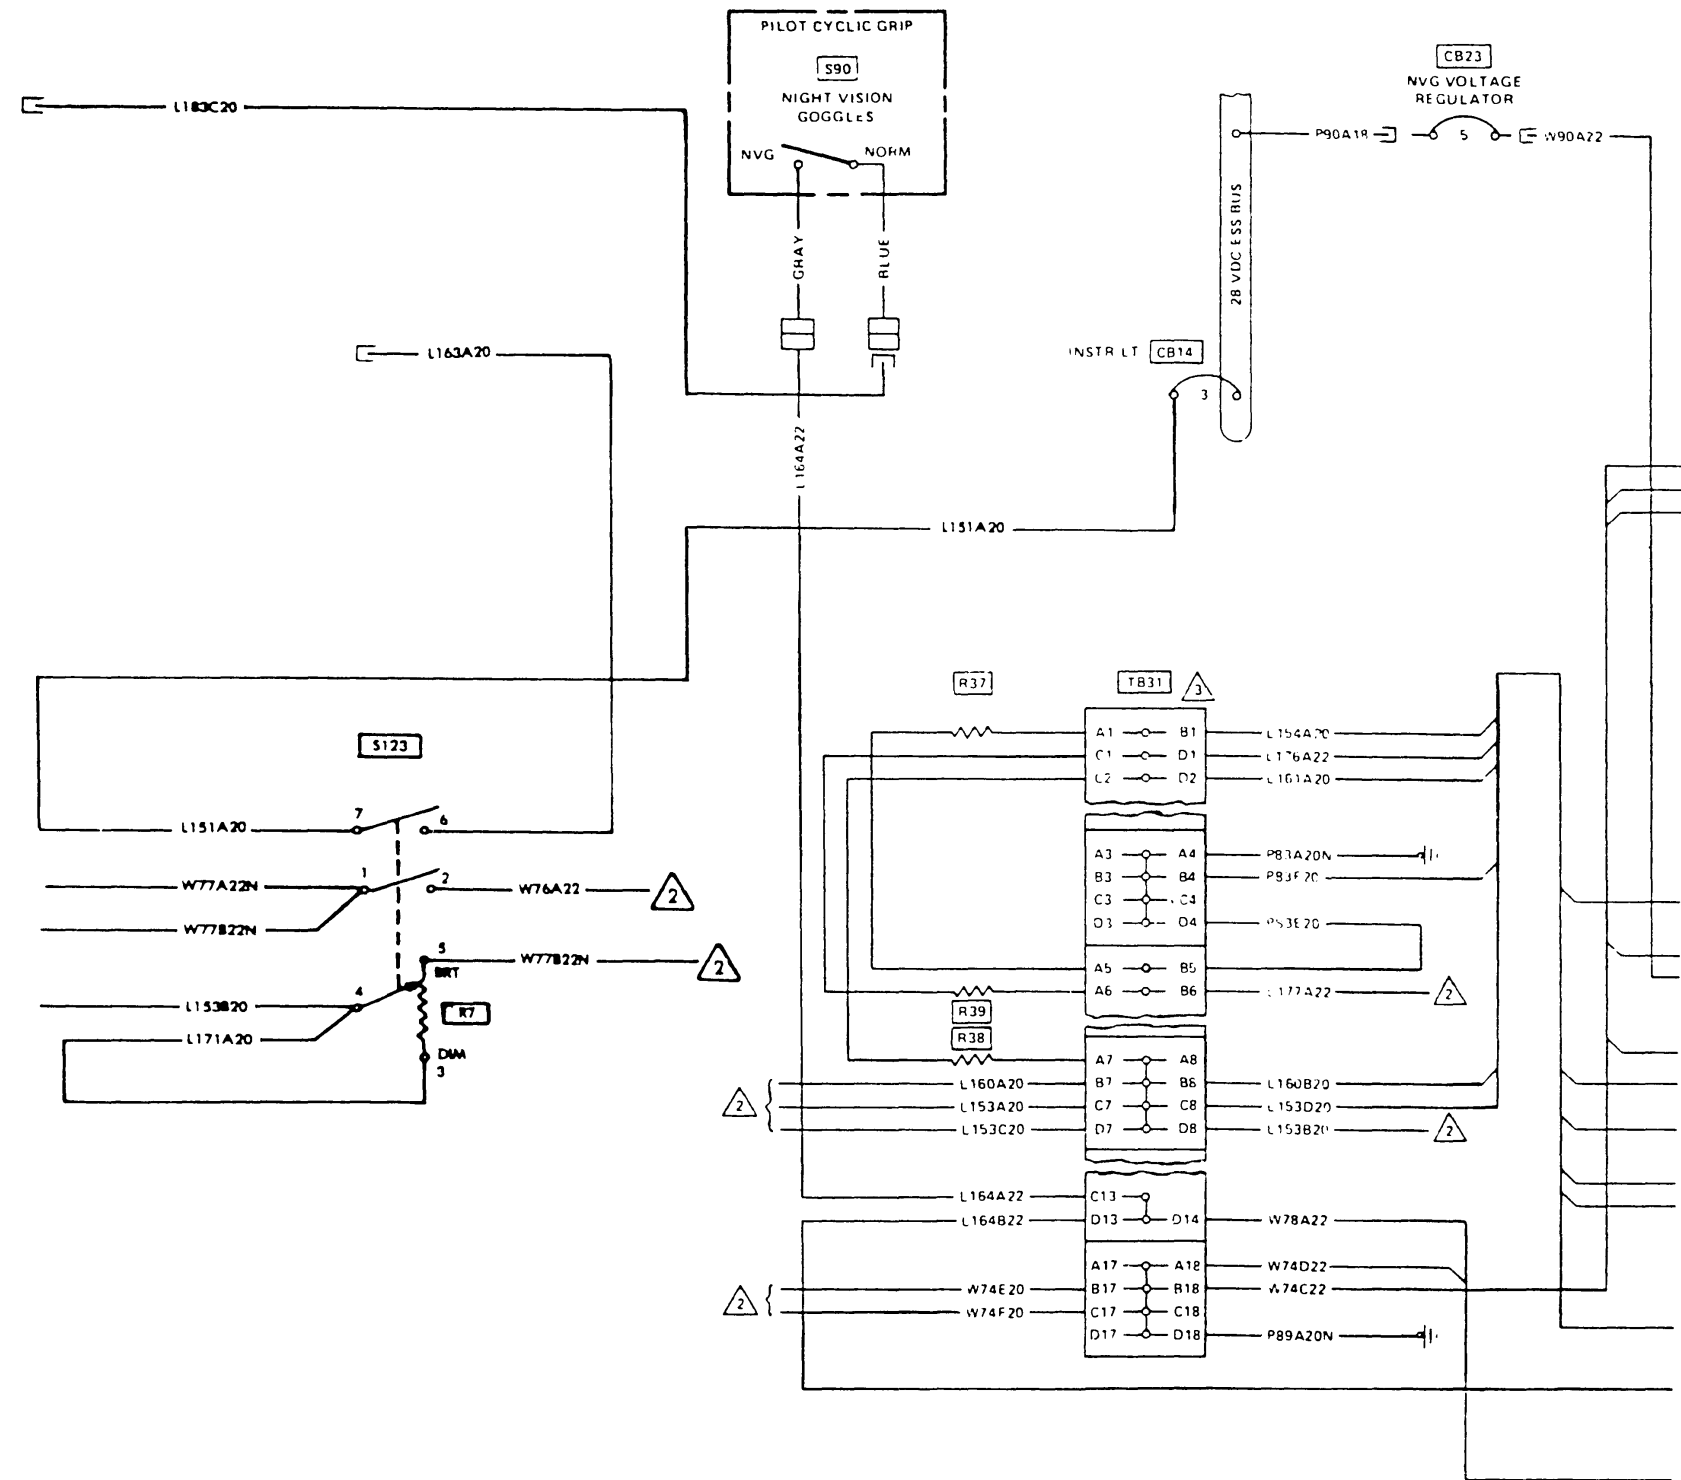 PILOT CYCLIC GRIP
S90
NIGHT VISION
GOGGLES
NVG
NORM
GRAY
BLUE
L183C20
CB23
NVG VOLTAGE
REGULATOR
P90A18
5
W90A22
28 VDC ESS BUS
L163A20
INSTR LT
CB14
3
L164A22
L151A20
R37
TB31
3
S123
A1
B1
L154A20
C1
D1
L176A22
C2
D2
L161A20
7
6
L151A20
A3
A4
P83A20N
B3
B4
C3
C4
D3
D4
W77A22N
1
2
W76A22
2
W77B22N
5
BRT
W77B22N
2
A5
B5
A6
B6
L177A22
2
4
L153B20
R7
R39
R38
L171A20
DIM
3
A7
A8
L160A20
B7
B8
L160B20
2
L153A20
C7
C8
L153D20
L153C20
D7
D8
L153B20
2
L164A22
C13
L164B22
D13
D14
W78A22
A17
A18
W74D22
2
W74E20
B17
B18
W74C22
W74F20
C17
C18
D17
D18
P89A20N